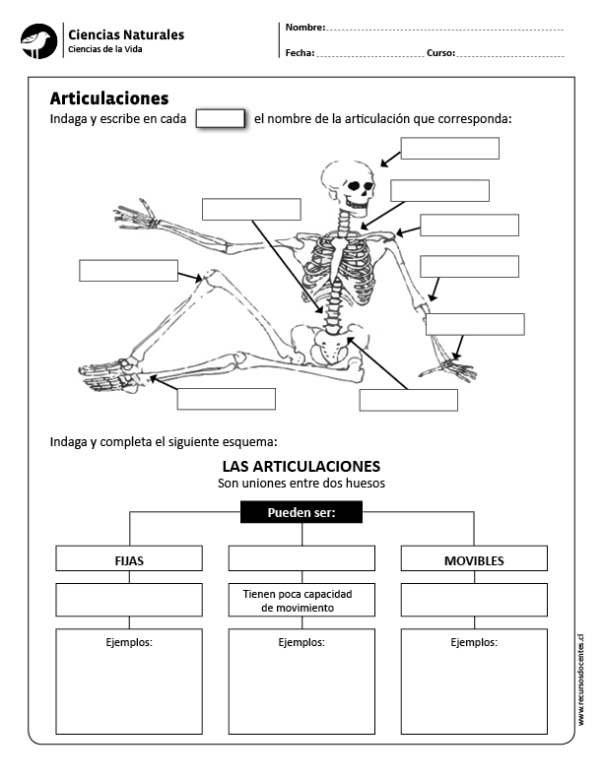 Ciencias Naturales
Ciencias de la Vida
Nombre:
Fecha: Curso:
Articulaciones
Indaga y escribe en cada el nombre de la articulación que corresponda:
Indaga y completa el siguiente esquema:
LAS ARTICULACIONES
Son uniones entre dos huesos
Pueden ser:
FIJAS
MOVIBLES
Tienen poca capacidad
de movimiento
Ejemplos:
Ejemplos:
Ejemplos:
www.recursosdocentes.cl